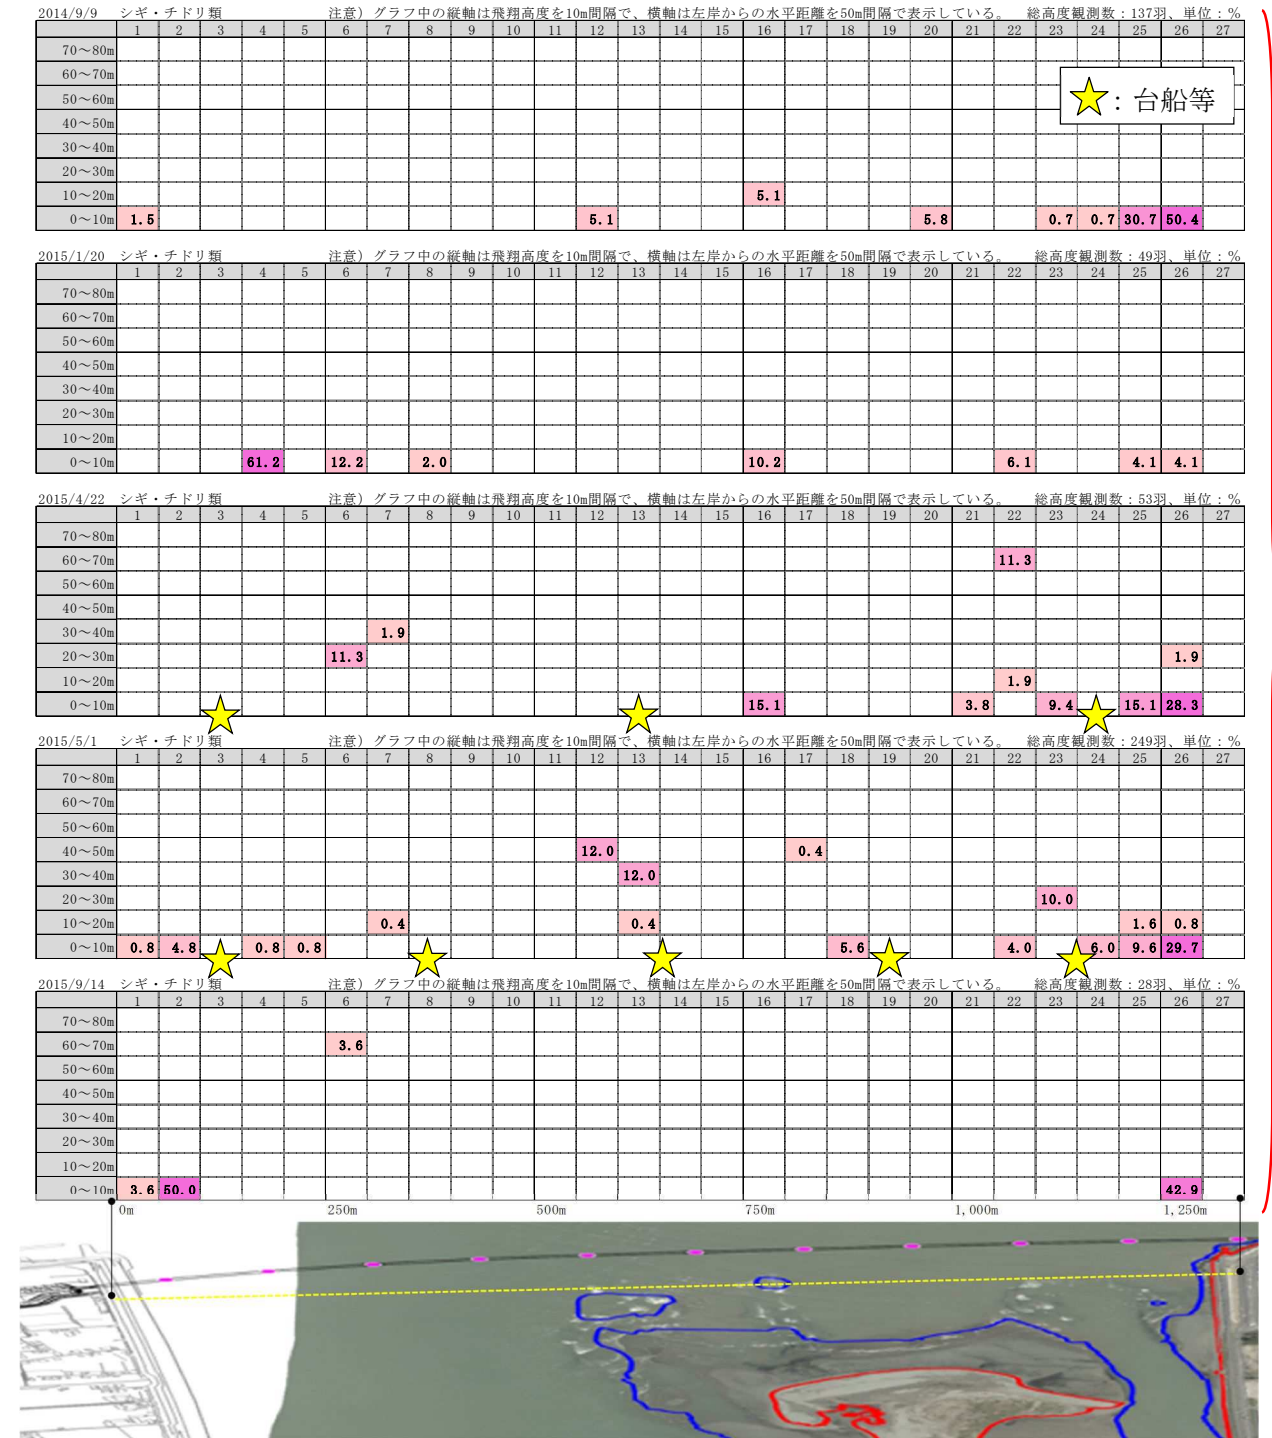 2014/9/9 シギ・チドリ類 注意）グラフ中の縦軸は飛翔高度を10m間隔で、横軸は左岸からの水平距離を50m間隔で表示している。 総高度観測数：137羽、単位：％
1 2 3 4 5 6 7 8 9 10 11 12 13 14 15 16 17 18 19 20 21 22 23 24 25 26 27
70～80m
60～70m
50～60m
★：台船等
40～50m
30～40m
20～30m
10～20m 5.1
0～10m 1.5 5.1 5.8 0.7 0.7 30.7 50.4
2015/1/20 シギ・チドリ類 注意）グラフ中の縦軸は飛翔高度を10m間隔で、横軸は左岸からの水平距離を50m間隔で表示している。 総高度観測数：49羽、単位：％
1 2 3 4 5 6 7 8 9 10 11 12 13 14 15 16 17 18 19 20 21 22 23 24 25 26 27
70～80m
60～70m
50～60m
40～50m
30～40m
20～30m
10～20m
0～10m 61.2 12.2 2.0 10.2 6.1 4.1 4.1
2015/4/22 シギ・チドリ類 注意）グラフ中の縦軸は飛翔高度を10m間隔で、横軸は左岸からの水平距離を50m間隔で表示している。 総高度観測数：53羽、単位：％
1 2 3 4 5 6 7 8 9 10 11 12 13 14 15 16 17 18 19 20 21 22 23 24 25 26 27
70～80m
60～70m 11.3
50～60m
40～50m
30～40m 1.9
20～30m 11.3 1.9
10～20m 1.9
0～10m 15.1 3.8 9.4 15.1 28.3
2015/5/1 シギ・チドリ類 注意）グラフ中の縦軸は飛翔高度を10m間隔で、横軸は左岸からの水平距離を50m間隔で表示している。 総高度観測数：249羽、単位：％
1 2 3 4 5 6 7 8 9 10 11 12 13 14 15 16 17 18 19 20 21 22 23 24 25 26 27
70～80m
60～70m
50～60m
40～50m 12.0 0.4
30～40m 12.0
20～30m 10.0
10～20m 0.4 0.4 1.6 0.8
0～10m 0.8 4.8 0.8 0.8 5.6 4.0 6.0 9.6 29.7
2015/9/14 シギ・チドリ類 注意）グラフ中の縦軸は飛翔高度を10m間隔で、横軸は左岸からの水平距離を50m間隔で表示している。 総高度観測数：28羽、単位：％
1 2 3 4 5 6 7 8 9 10 11 12 13 14 15 16 17 18 19 20 21 22 23 24 25 26 27
70～80m
60～70m 3.6
50～60m
40～50m
30～40m
20～30m
10～20m
0～10m 3.6 50.0 42.9
0m 250m 500m 750m 1,000m 1,250m